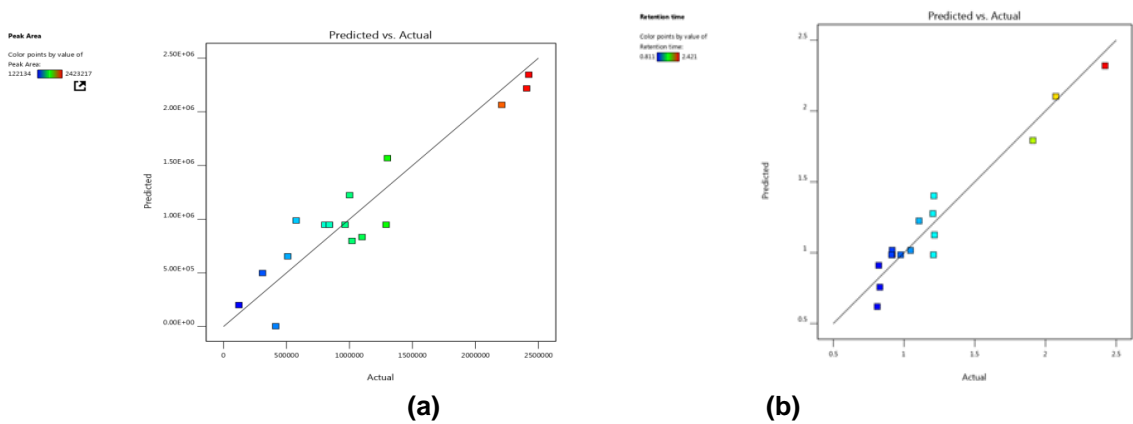 Peak Area
Color points by value of
Peak Area:
122134 2423217
Predicted vs. Actual
2.50E+06
2.00E+06
1.50E+06
1.00E+06
5.00E+05
0.00E+00
Predicted
0 500000 1000000 1500000 2000000 2500000
Actual
(a)
Retention time
Color points by value of
Retention time:
0.811 2.421
Predicted vs. Actual
2.5
2
1.5
1
0.5
Predicted
0.5 1 1.5 2 2.5
Actual
(b)